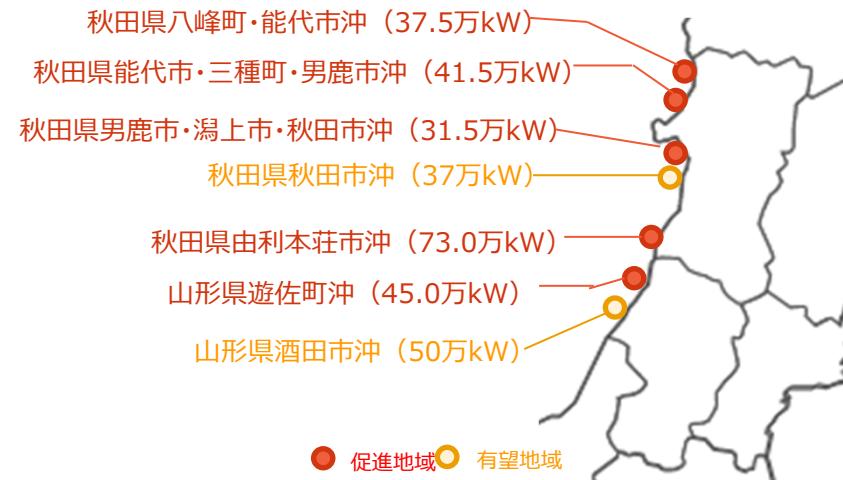 秋田県八峰町･能代市沖（37.5万kW）
秋田県能代市･三種町･男鹿市沖（41.5万kW）
秋田県男鹿市･潟上市･秋田市沖（31.5万kW）
秋田県秋田市沖（37万kW）
秋田県由利本荘市沖（73.0万kW）
山形県遊佐町沖（45.0万kW）
山形県酒田市沖（50万kW）
促進地域 有望地域